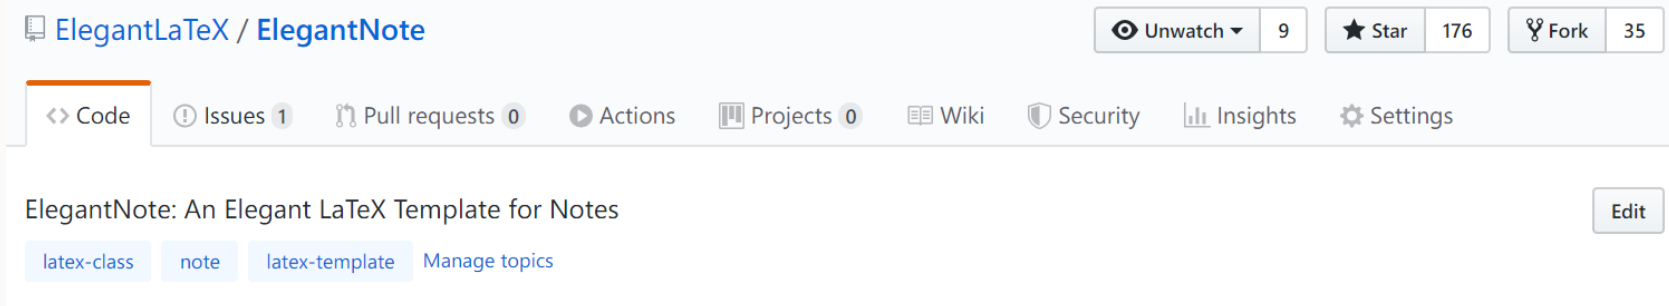 ElegantLaTeX / ElegantNote Unwatch 9 Star 176 Fork 35
<> Code Issues 1 Pull requests 0 Actions Projects 0 Wiki Security Insights Settings
ElegantNote: An Elegant LaTeX Template for Notes Edit
latex-class note latex-template Manage topics